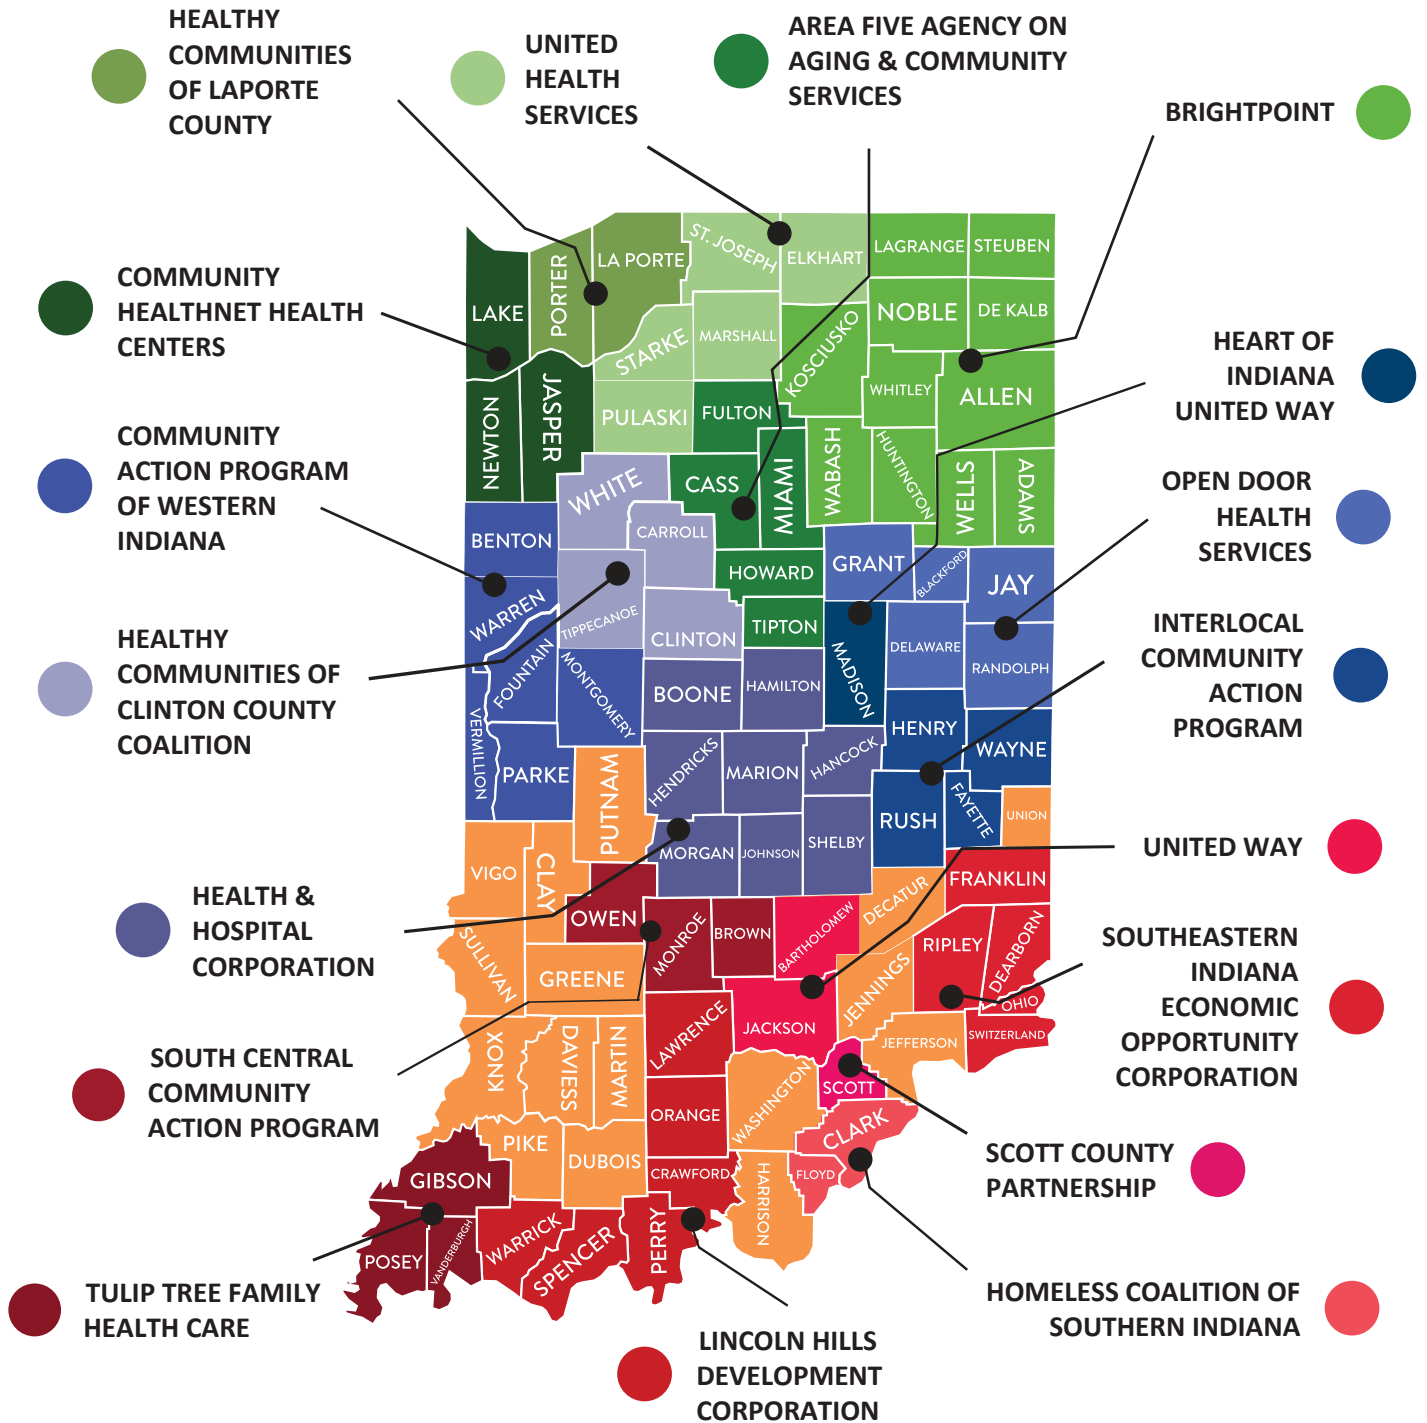 HEALTHY
COMMUNITIES
OF LAPORTE
COUNTY
UNITED
HEALTH
SERVICES
AREA FIVE AGENCY ON
AGING & COMMUNITY
SERVICES
BRIGHTPOINT
COMMUNITY
HEALTHNET HEALTH
CENTERS
COMMUNITY
ACTION PROGRAM
OF WESTERN
INDIANA
HEALTHY
COMMUNITIES OF
CLINTON COUNTY
COALITION
HEALTH &
HOSPITAL
CORPORATION
SOUTH CENTRAL
COMMUNITY
ACTION PROGRAM
TULIP TREE FAMILY
HEALTH CARE
LINCOLN HILLS
DEVELOPMENT
CORPORATION
HEART OF
INDIANA
UNITED WAY
OPEN DOOR
HEALTH
SERVICES
INTERLOCAL
COMMUNITY
ACTION
PROGRAM
UNITED WAY
SOUTHEASTERN
INDIANA
ECONOMIC
OPPORTUNITY
CORPORATION
SCOTT COUNTY
PARTNERSHIP
HOMELESS COALITION OF
SOUTHERN INDIANA
LAKE
PORTER
LA PORTE
ST. JOSEPH
ELKHART
LAGRANGE
STEUBEN
NOBLE
DE KALB
STARKE
MARSHALL
KOSCIUSKO
WHITLEY
ALLEN
NEWTON
JASPER
PULASKI
FULTON
WHITE
CASS
MIAMI
WABASH
HUNTINGTON
WELLS
ADAMS
BENTON
CARROLL
HOWARD
GRANT
BLACKFORD
JAY
WARREN
TIPPECANOE
CLINTON
TIPTON
MADISON
DELAWARE
RANDOLPH
FOUNTAIN
MONTGOMERY
BOONE
HAMILTON
HENRY
WAYNE
VERMILLION
PARKE
PUTNAM
HENDRICKS
MARION
HANCOCK
RUSH
FAYETTE
UNION
VIGO
CLAY
OWEN
MORGAN
JOHNSON
SHELBY
DECATUR
FRANKLIN
SULLIVAN
GREENE
MONROE
BROWN
BARTHOLOMEW
JENNINGS
RIPLEY
DEARBORN
OHIO
KNOX
DAVIESS
MARTIN
LAWRENCE
JACKSON
JEFFERSON
SWITZERLAND
SCOTT
WASHINGTON
ORANGE
CLARK
PIKE
DUBOIS
CRAWFORD
HARRISON
FLOYD
GIBSON
POSEY
VANDERBURGH
WARRICK
SPENCER
PERRY